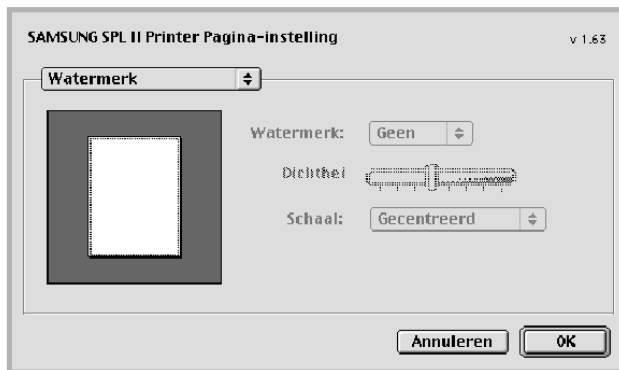 SAMSUNG SPL II Printer Pagina-instelling
v 1.63
Watermerk
Watermerk: Geen
Dichthei
Schaal: Gecentreerd
Annuleren OK